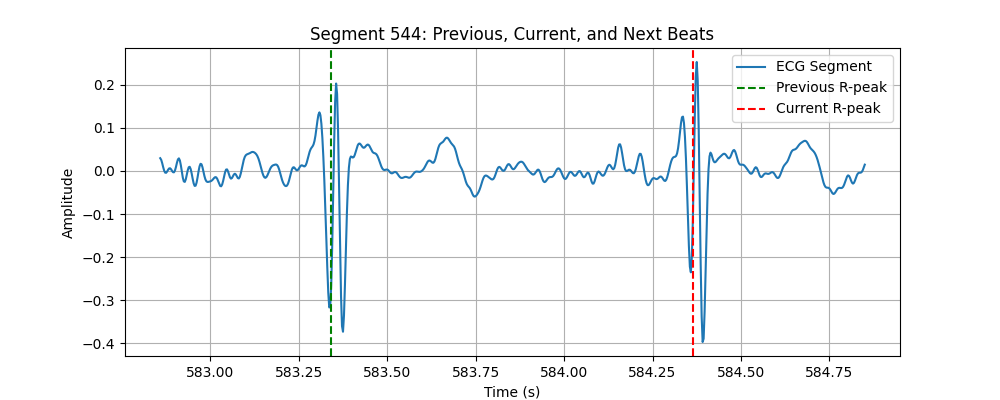 Segment 544: Previous, Current, and Next Beats
ECG Segment
Previous R-peak
Current R-peak
Amplitude
0.2
0.1
0.0
−0.1
−0.2
−0.3
−0.4
583.00 583.25 583.50 583.75 584.00 584.25 584.50 584.75
Time (s)